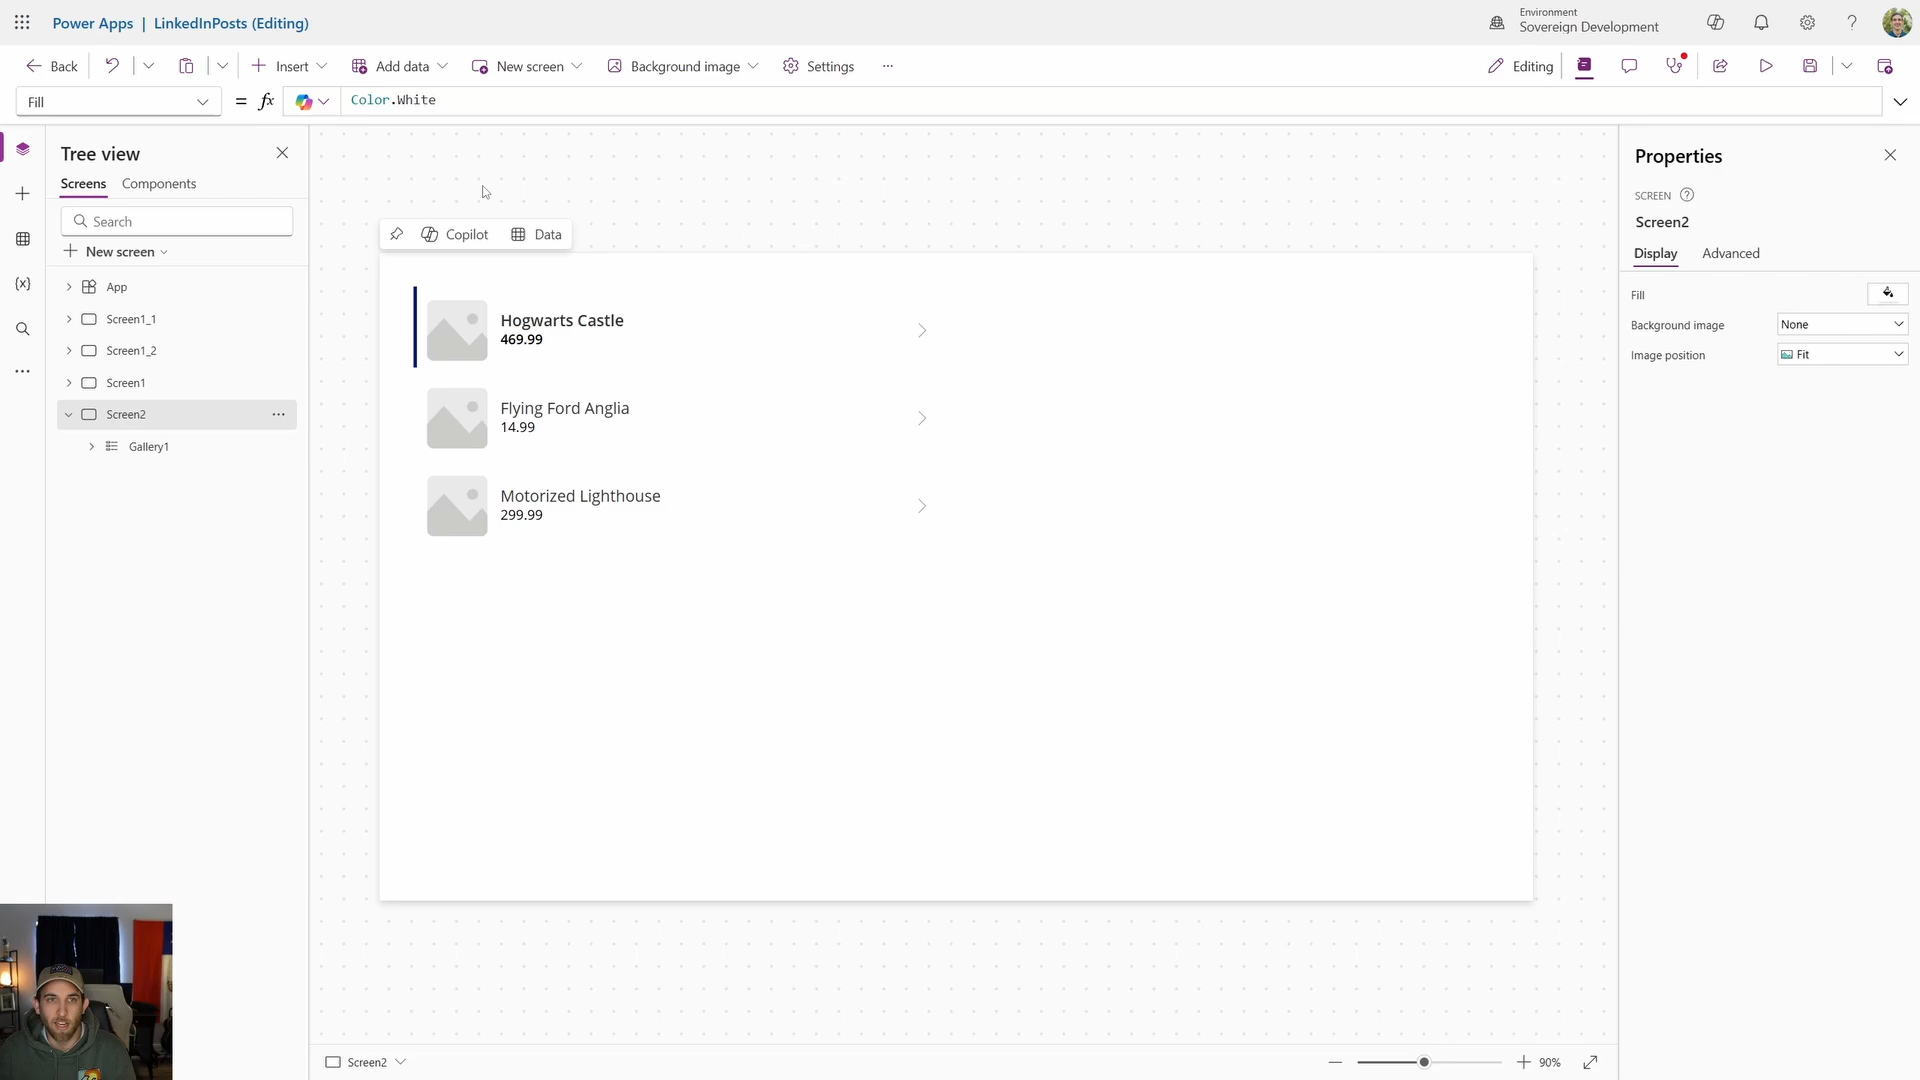 Power Apps | LinkedInPosts (Editing)
Environment
Sovereign Development
Back
Insert
Add data
New screen
Background image
Settings
Editing
Fill
= fx
Color.White
Tree view
Screens
Components
Search
New screen
App
Screen1_1
Screen1_2
Screen1
Screen2
Gallery1
Copilot
Data
Hogwarts Castle
469.99
Flying Ford Anglia
14.99
Motorized Lighthouse
299.99
Properties
SCREEN
Screen2
Display
Advanced
Fill
Background image
None
Image position
Fit
Screen2
90%